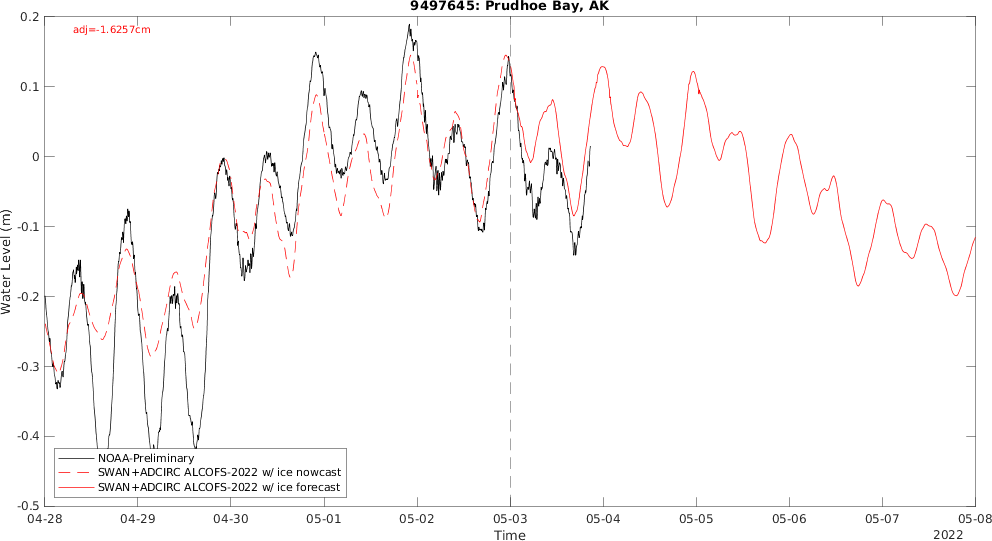 9497645: Prudhoe Bay, AK
adj=-1.6257cm
0.2
0.1
0
-0.1
-0.2
-0.3
-0.4
-0.5
Water Level (m)
NOAA-Preliminary
SWAN+ADCIRC ALCOFS-2022 w/ ice nowcast
SWAN+ADCIRC ALCOFS-2022 w/ ice forecast
04-28 04-29 04-30 05-01 05-02 05-03 05-04 05-05 05-06 05-07 05-08
Time
2022